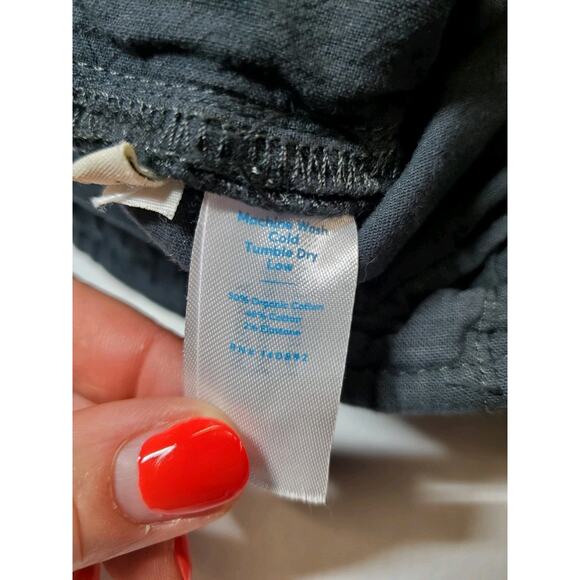 Machine Wash
Cold
Tumble Dry
Low
50% Organic Cotton
48% Cotton
2% Elastane
RN# 140892